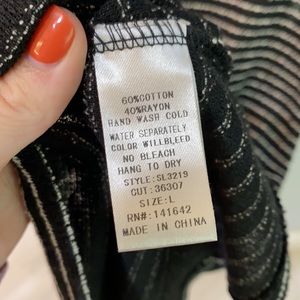 60%COTTON
40%RAYON
HAND WASH COLD
WATER SEPARATELY
COLOR WILLBLEED
NO BLEACH
HANG TO DRY
STYLE:SL3219
CUT:36307
SIZE:L
RN#:141642
MADE IN CHINA